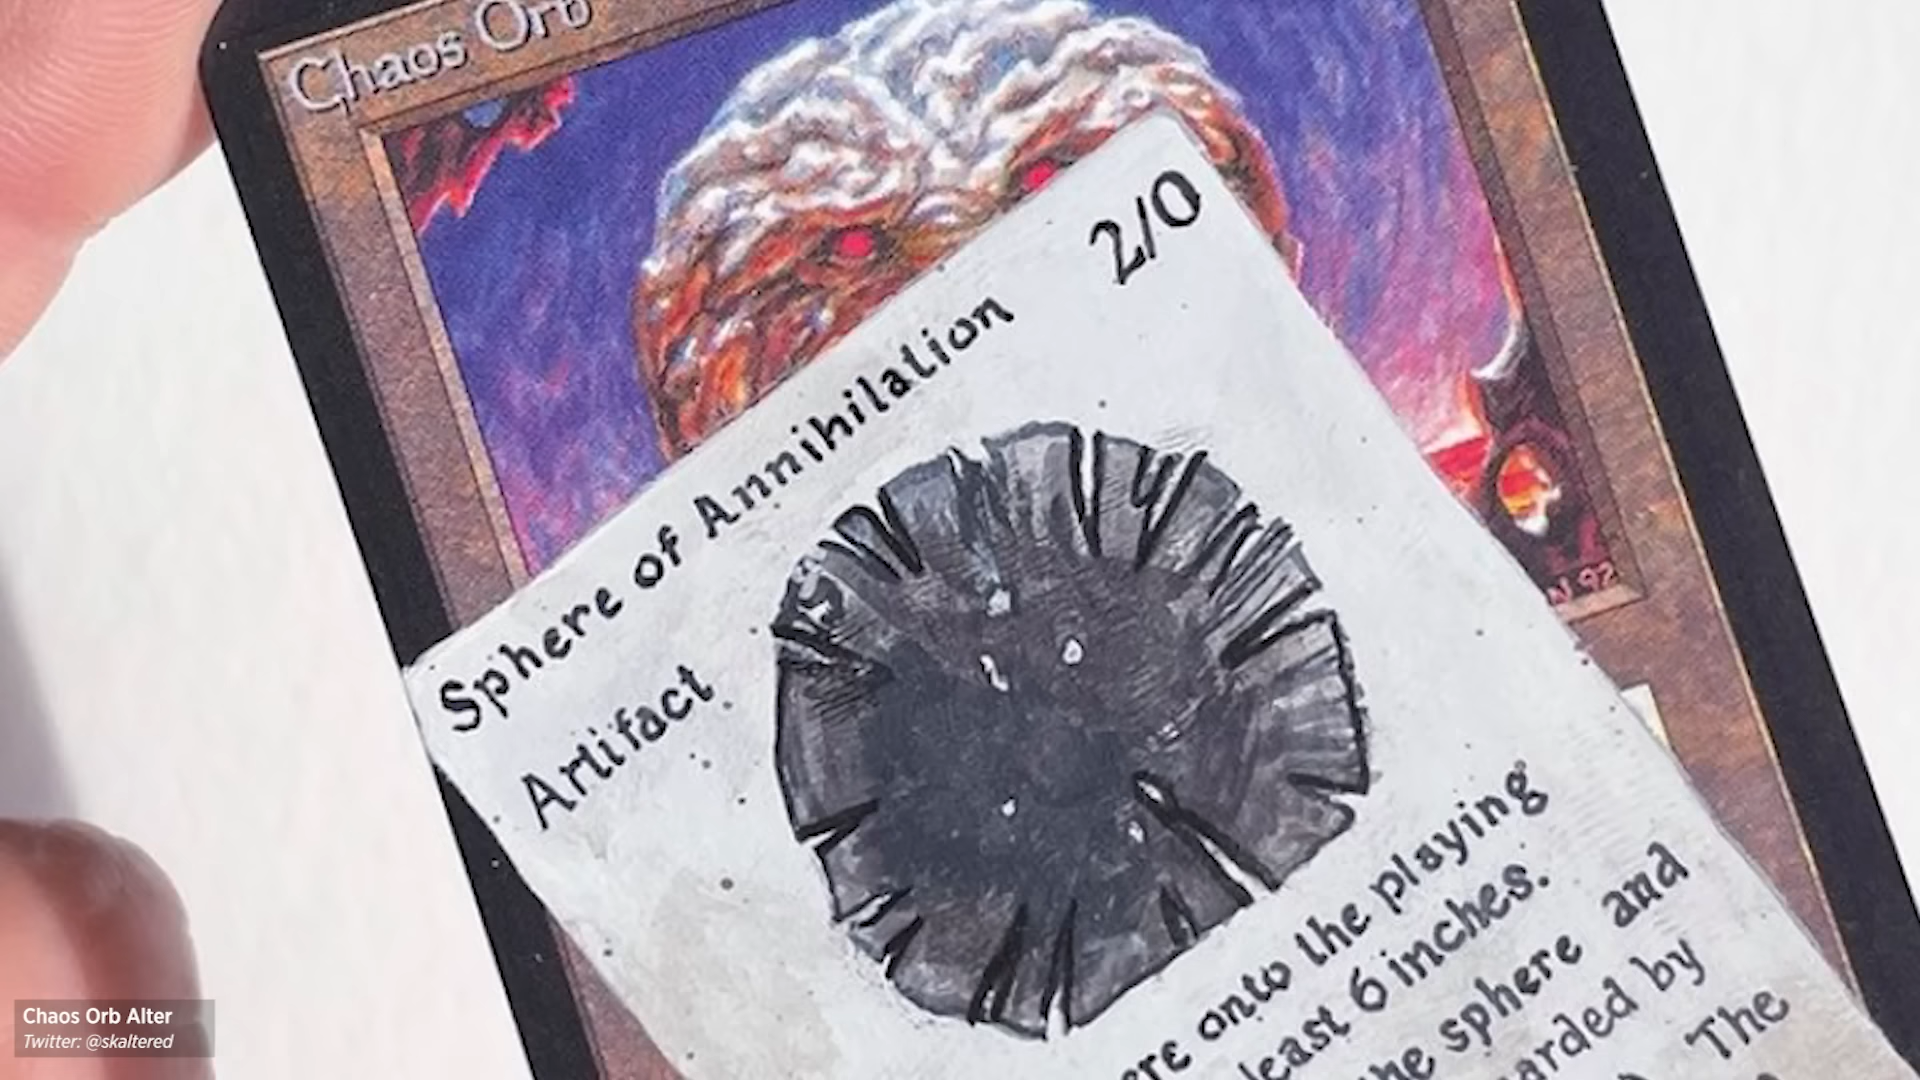 Chaos Orb
2/0
Sphere of Annihilation
Artifact
onto the playing
least 6 inches.
sphere and
by
The
92
Chaos Orb Alter
Twitter: @skaltered